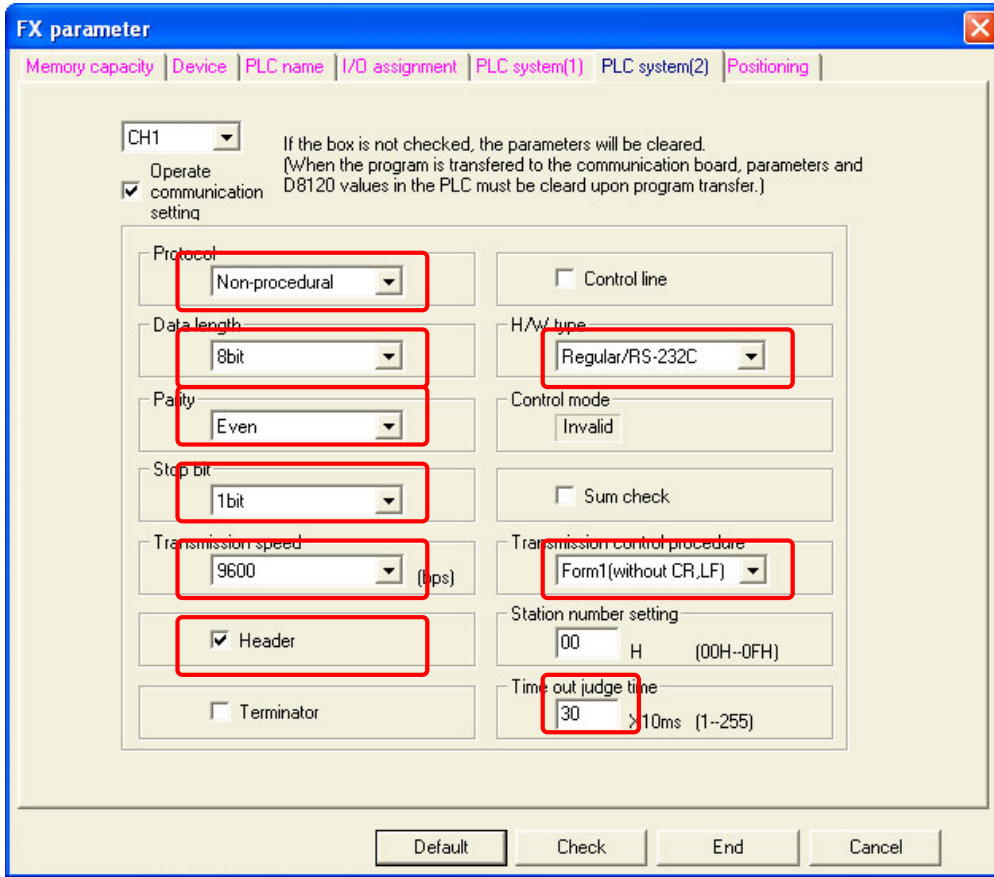 FX parameter
Memory capacity Device PLC name I/O assignment PLC system(1) PLC system(2) Positioning
CH1
If the box is not checked, the parameters will be cleared.
(When the program is transfered to the communication board, parameters and
D8120 values in the PLC must be cleard upon program transfer.)
Operate
communication
setting
Protocol
Non-procedural
Control line
Data length
8bit
H/W type
Regular/RS-232C
Parity
Even
Control mode
Invalid
Stop bit
1bit
Sum check
Transmission speed
9600 (bps)
Transmission control procedure
Form1(without CR,LF)
Header
Station number setting
00 H (00H--0FH)
Terminator
Time out judge time
30 X10ms (1--255)
Default Check End Cancel